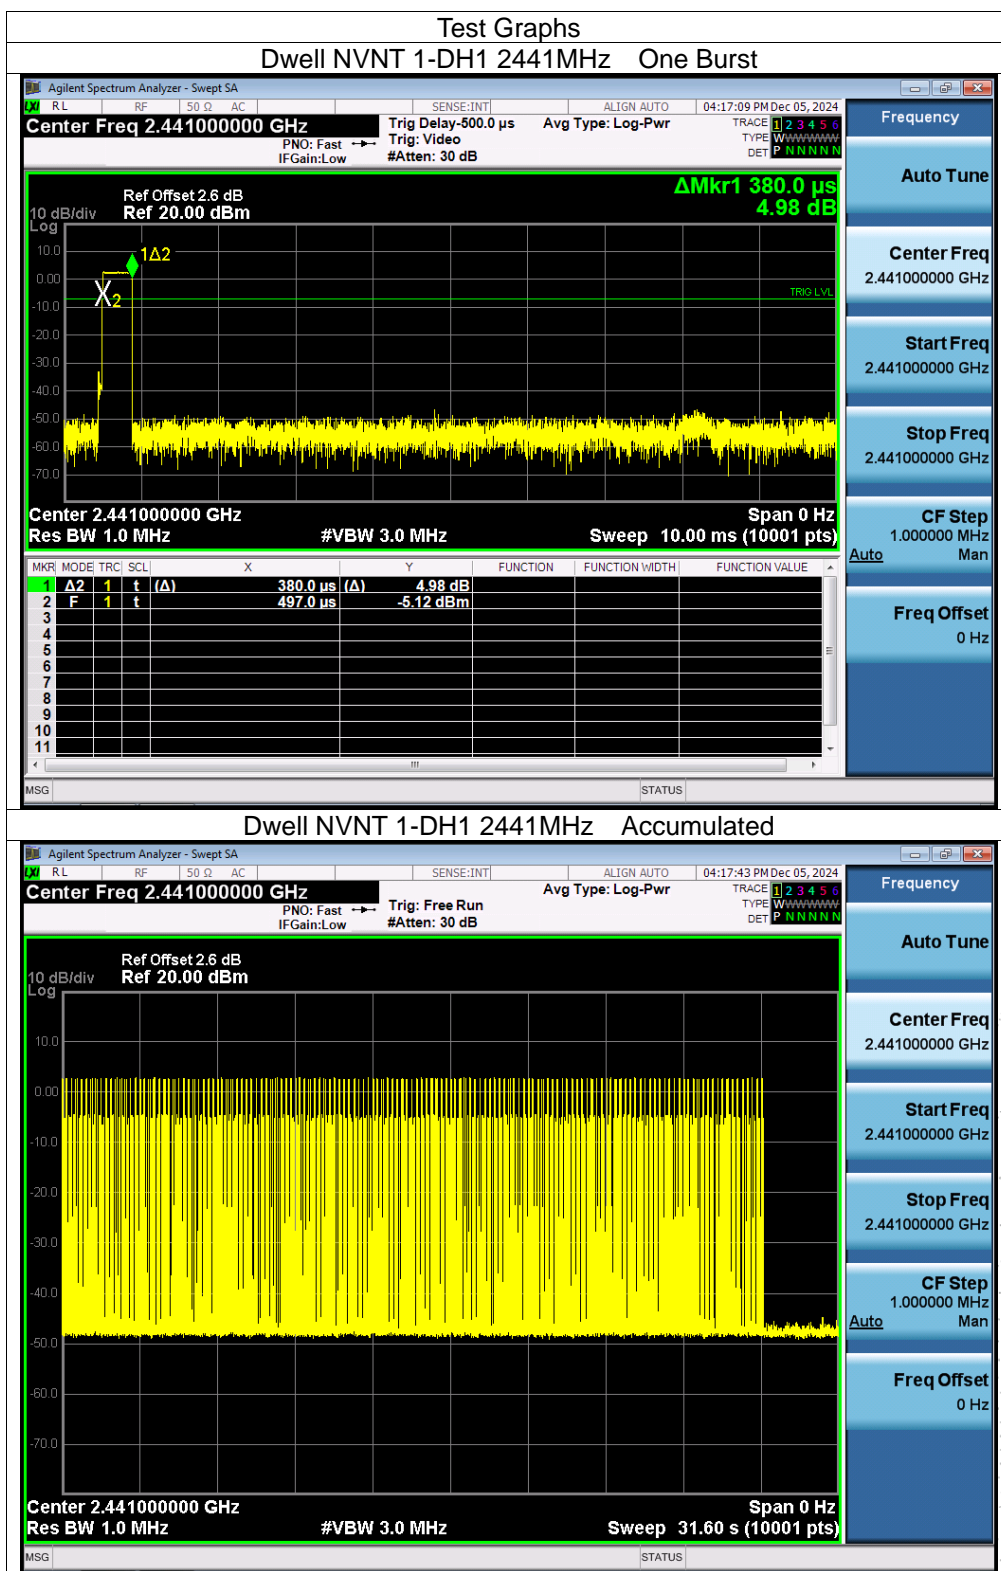 Test Graphs
Dwell NVNT 1-DH1 2441MHz One Burst
Agilent Spectrum Analyzer - Swept SA
LXI RL RF 50 Ω AC SENSE:INT ALIGN AUTO 04:17:09 PM Dec 05, 2024
Center Freq 2.441000000 GHz
PNO: Fast
IFGain:Low
Trig Delay-500.0 µs
Trig: Video
#Atten: 30 dB
Avg Type: Log-Pwr
TRACE 1 2 3 4 5 6
TYPE WWWWWW
DET P N N N N N
Frequency
Auto Tune
Center Freq
2.441000000 GHz
Start Freq
2.441000000 GHz
Stop Freq
2.441000000 GHz
CF Step
1.000000 MHz
Auto Man
Freq Offset
0 Hz
ΔMkr1 380.0 µs
4.98 dB
Ref Offset 2.6 dB
10 dB/div Ref 20.00 dBm
Log
10.0
0.00
-10.0
-20.0
-30.0
-40.0
-50.0
-60.0
-70.0
1Δ2
X2
TRIG LVL
Center 2.441000000 GHz Span 0 Hz
Res BW 1.0 MHz #VBW 3.0 MHz Sweep 10.00 ms (10001 pts)
MKR MODE TRC SCL X Y FUNCTION FUNCTION WIDTH FUNCTION VALUE
1 Δ2 1 t (Δ) 380.0 µs (Δ) 4.98 dB
2 F 1 t 497.0 µs -5.12 dBm
3
4
5
6
7
8
9
10
11
MSG STATUS
Dwell NVNT 1-DH1 2441MHz Accumulated
Agilent Spectrum Analyzer - Swept SA
LXI RL RF 50 Ω AC SENSE:INT ALIGN AUTO 04:17:43 PM Dec 05, 2024
Center Freq 2.441000000 GHz
PNO: Fast
IFGain:Low
Trig: Free Run
#Atten: 30 dB
Avg Type: Log-Pwr
TRACE 1 2 3 4 5 6
TYPE WWWWWW
DET P N N N N N
Frequency
Auto Tune
Center Freq
2.441000000 GHz
Start Freq
2.441000000 GHz
Stop Freq
2.441000000 GHz
CF Step
1.000000 MHz
Auto Man
Freq Offset
0 Hz
Ref Offset 2.6 dB
10 dB/div Ref 20.00 dBm
Log
10.0
0.00
-10.0
-20.0
-30.0
-40.0
-50.0
-60.0
-70.0
Center 2.441000000 GHz Span 0 Hz
Res BW 1.0 MHz #VBW 3.0 MHz Sweep 31.60 s (10001 pts)
MSG STATUS